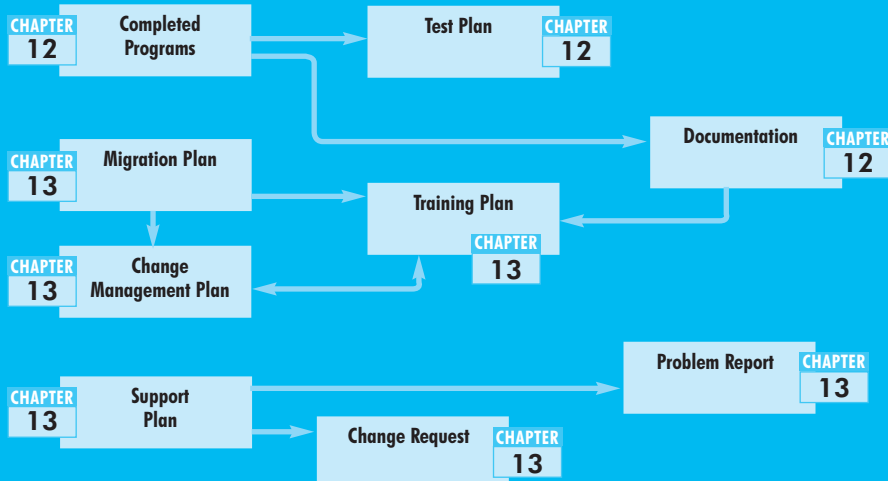 CHAPTER
12
Completed
Programs
Test Plan
CHAPTER
12
Documentation
CHAPTER
12
CHAPTER
13
Migration Plan
Training Plan
CHAPTER
13
CHAPTER
13
Change
Management Plan
Problem Report
CHAPTER
13
CHAPTER
13
Support
Plan
Change Request
CHAPTER
13